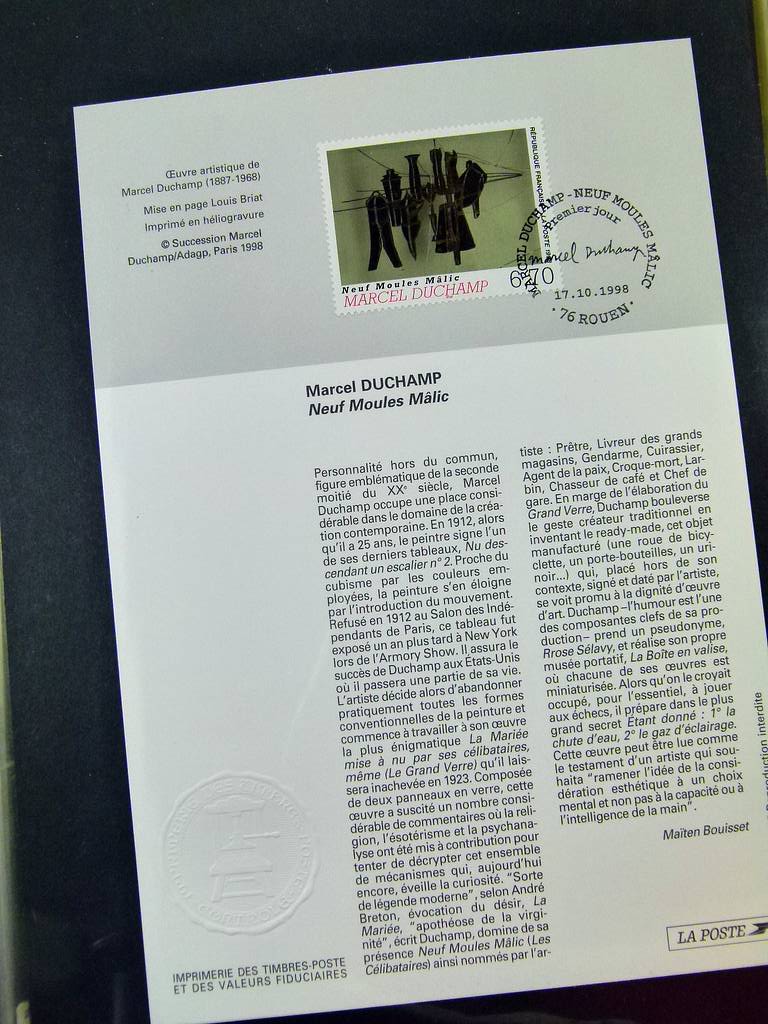 Œuvre artistique de
Marcel Duchamp (1887-1968)
Mise en page Louis Briat
Imprimé en héliogravure
© Succession Marcel
Duchamp/Adagp, Paris 1998
RÉPUBLIQUE FRANÇAISE LA POSTE
Neuf Moules Mâlic
MARCEL DUCHAMP
6,70
MARCEL DUCHAMP-NEUF MOULES MÂLIC
Premier jour
marcel Duchamp
17.10.1998
76 ROUEN
Marcel DUCHAMP
Neuf Moules Mâlic
Personnalité hors du commun,
figure emblématique de la seconde
moitié du XXe siècle, Marcel
Duchamp occupe une place consi-
dérable dans le domaine de la créa-
tion contemporaine. En 1912, alors
qu'il a 25 ans, le peintre signe l'un
de ses derniers tableaux, Nu des-
cendant un escalier n° 2. Proche du
cubisme par les couleurs em-
ployées, la peinture s'en éloigne
par l'introduction du mouvement.
Refusé en 1912 au Salon des Indé-
pendants de Paris, ce tableau fut
exposé un an plus tard à New York
lors de l'Armory Show. Il assure le
succès de Duchamp aux États-Unis
où il passera une partie de sa vie.
L'artiste décide alors d'abandonner
pratiquement toutes les formes
conventionnelles de la peinture et
commence à travailler à son œuvre
la plus énigmatique La Mariée
mise à nu par ses célibataires,
même (Le Grand Verre) qu'il lais-
sera inachevée en 1923. Composée
de deux panneaux en verre, cette
œuvre a suscité un nombre consi-
dérable de commentaires où la reli-
gion, l'ésotérisme et la psychana-
lyse ont été mis à contribution pour
tenter de décrypter cet ensemble
de mécanismes qui, aujourd'hui
encore, éveille la curiosité. "Sorte
de légende moderne", selon André
Breton, évocation du désir, La
Mariée, "apothéose de la virgi-
nité", écrit Duchamp, domine de sa
présence Neuf Moules Mâlic (Les
Célibataires) ainsi nommés par l'ar-
tiste : Prêtre, Livreur des grands
magasins, Gendarme, Cuirassier,
Agent de la paix, Croque-mort, Lar-
bin, Chasseur de café et Chef de
gare. En marge de l'élaboration du
Grand Verre, Duchamp bouleverse
le geste créateur traditionnel en
inventant le ready-made, cet objet
manufacturé (une roue de bicy-
clette, un porte-bouteilles, un uri-
noir...) qui, placé hors de son
contexte, signé et daté par l'artiste,
se voit promu à la dignité d'œuvre
d'art. Duchamp –l'humour est l'une
des composantes clefs de sa pro-
duction– prend un pseudonyme,
Rrose Sélavy, et réalise son propre
musée portatif, La Boîte en valise,
où chacune de ses œuvres est
miniaturisée. Alors qu'on le croyait
occupé, pour l'essentiel, à jouer
aux échecs, il prépare dans le plus
grand secret Étant donné : 1° la
chute d'eau, 2° le gaz d'éclairage.
Cette œuvre peut être lue comme
le testament d'un artiste qui sou-
haita "ramener l'idée de la consi-
dération esthétique à un choix
mental et non pas à la capacité ou à
l'intelligence de la main".
Maïten Bouisset
interdite
IMPRIMERIE DES TIMBRES-POSTE
ET DES VALEURS FIDUCIAIRES
LA POSTE